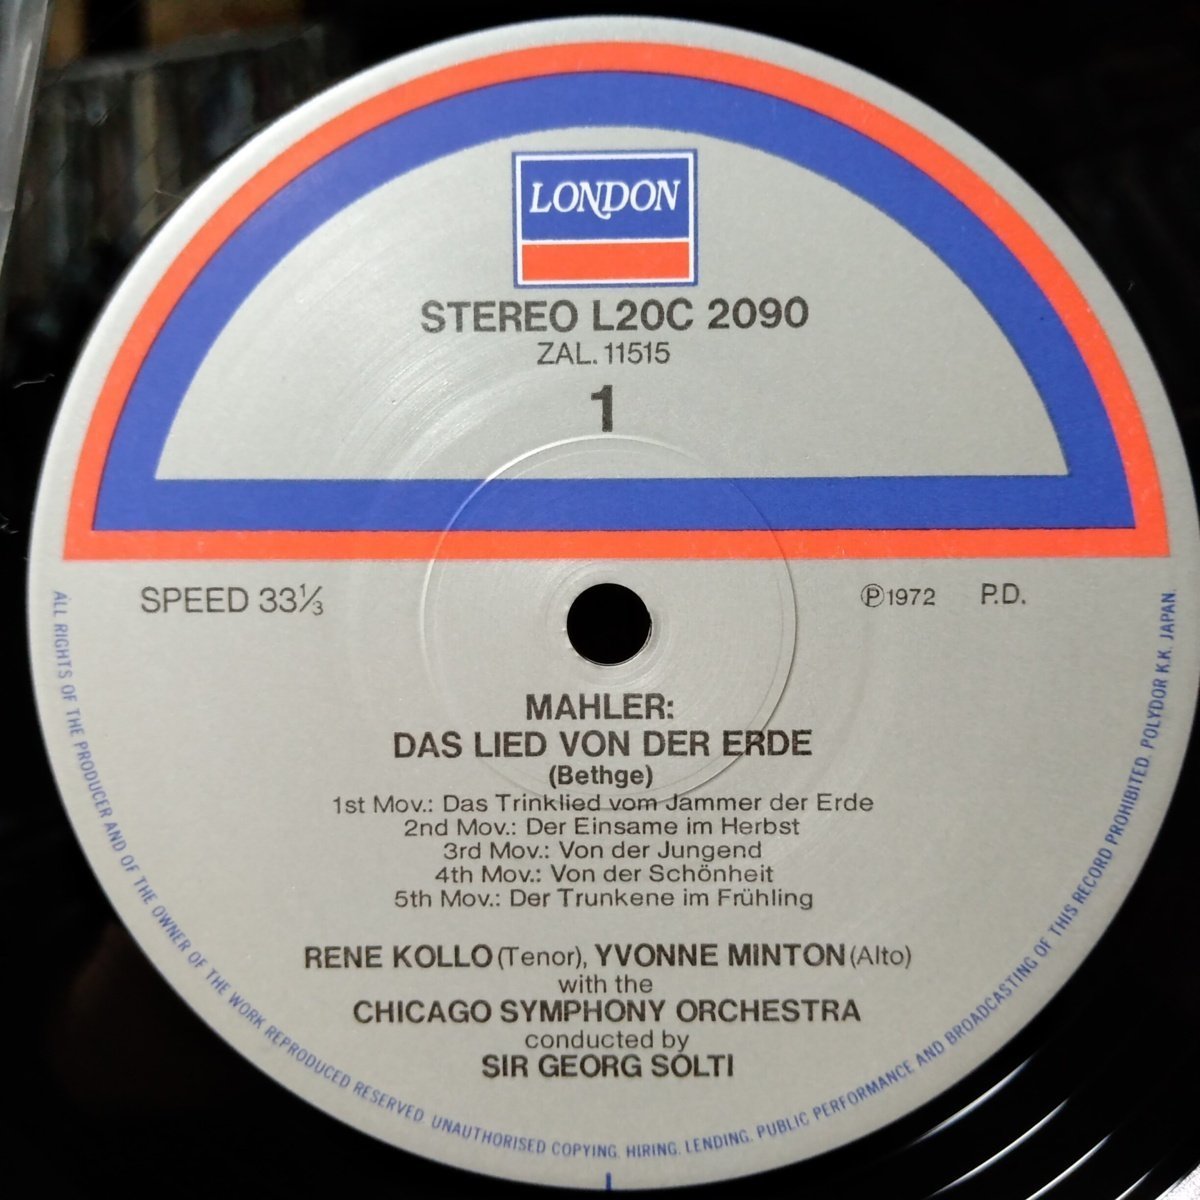 LONDON
STEREO L20C 2090
ZAL. 11515
1
SPEED 33⅓
Ⓟ1972 P.D.
MAHLER:
DAS LIED VON DER ERDE
(Bethge)
1st Mov.: Das Trinklied vom Jammer der Erde
2nd Mov.: Der Einsame im Herbst
3rd Mov.: Von der Jungend
4th Mov.: Von der Schönheit
5th Mov.: Der Trunkene im Frühling
RENE KOLLO (Tenor), YVONNE MINTON (Alto)
with the
CHICAGO SYMPHONY ORCHESTRA
conducted by
SIR GEORG SOLTI
ALL RIGHTS OF THE PRODUCER AND OF THE OWNER OF THE WORK REPRODUCED RESERVED. UNAUTHORISED COPYING. HIRING. LENDING. PUBLIC PERFORMANCE AND BROADCASTING OF THIS RECORD PROHIBITED. POLYDOR K.K. JAPAN.